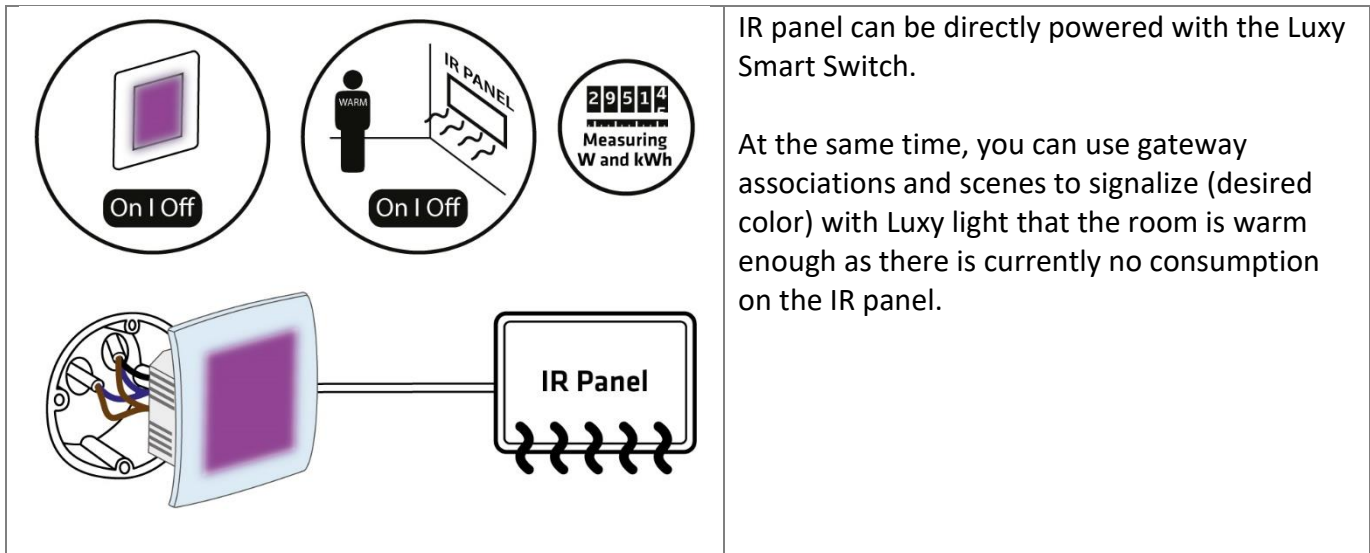 On I Off
WARM
IR PANEL
On I Off
29514
5
Measuring
W and kWh
IR Panel
IR panel can be directly powered with the Luxy
Smart Switch.
At the same time, you can use gateway
associations and scenes to signalize (desired
color) with Luxy light that the room is warm
enough as there is currently no consumption
on the IR panel.